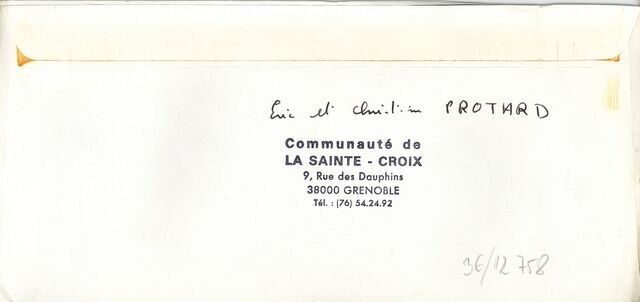 Eric et Christian PROTARD
Communauté de
LA SAINTE - CROIX
9, Rue des Dauphins
38000 GRENOBLE
Tél. : (76) 54.24.92
36/12 758